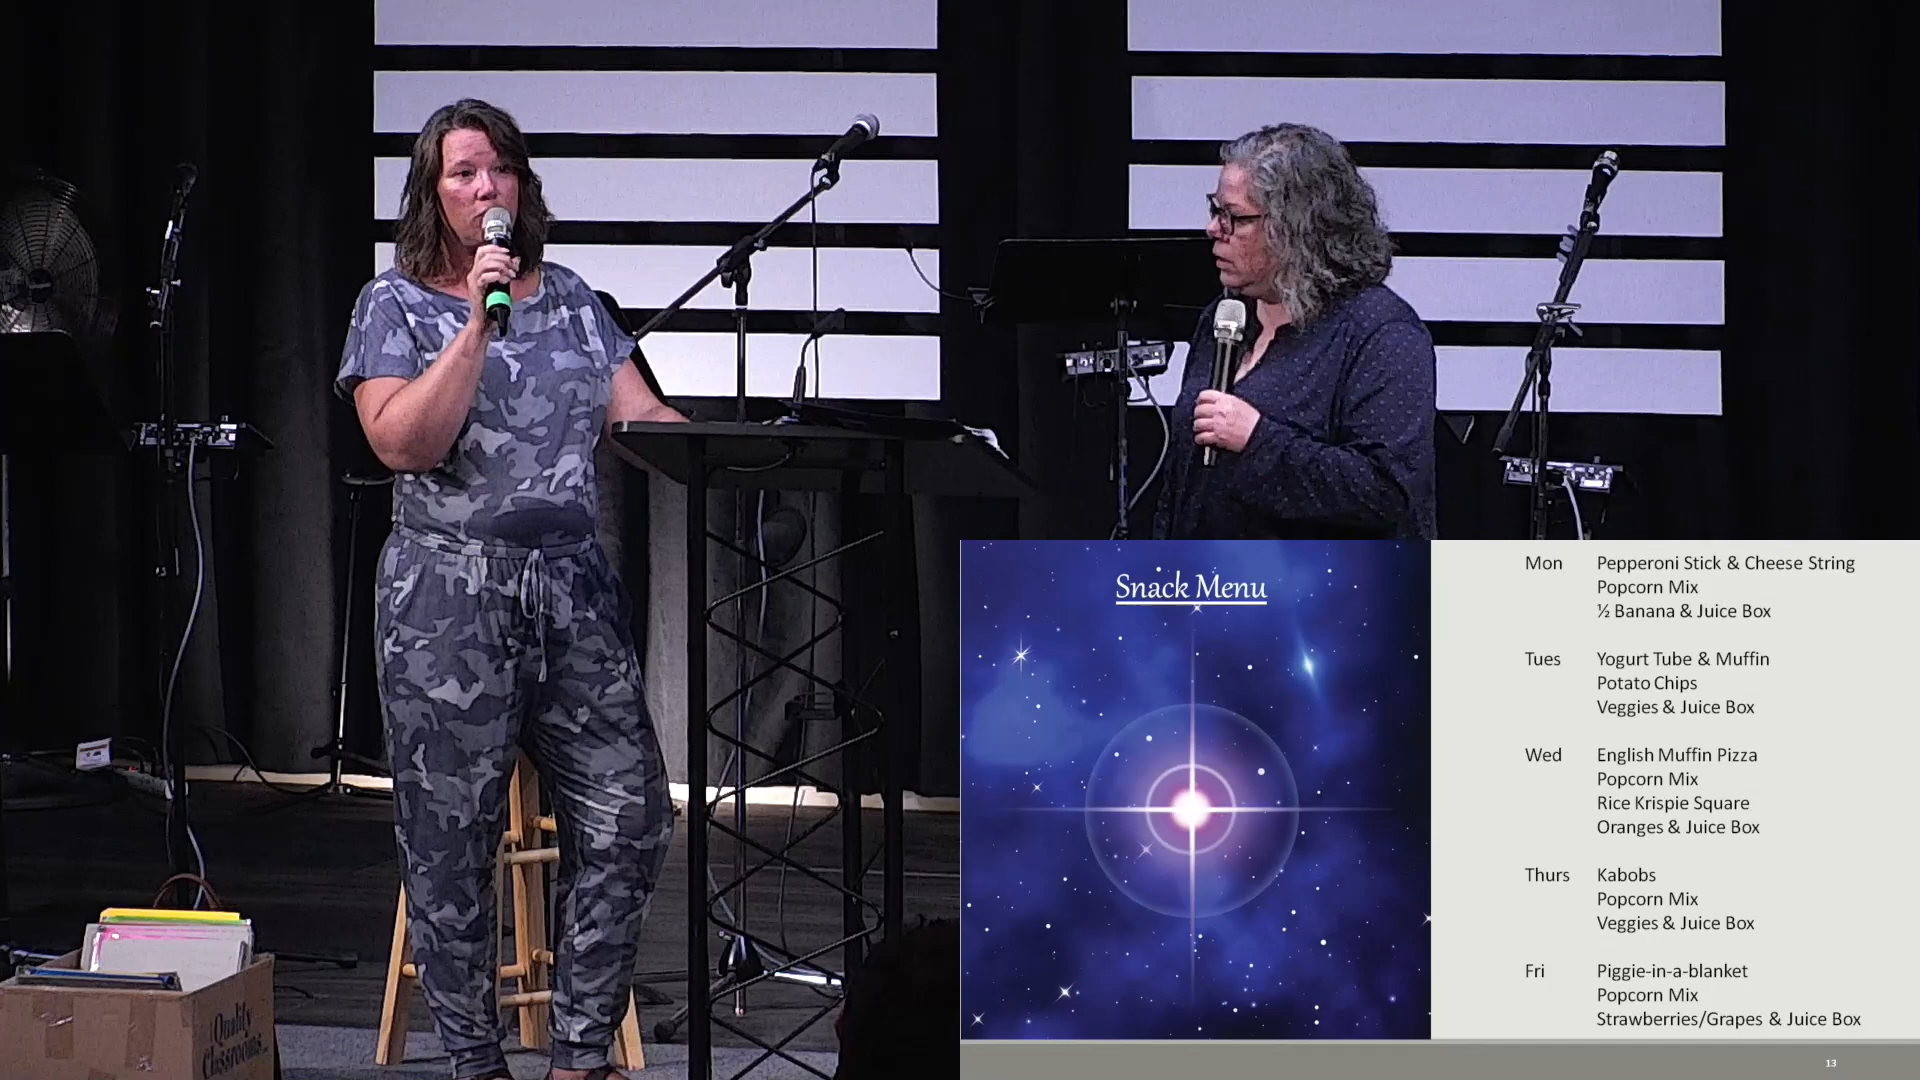 Snack Menu
Mon Pepperoni Stick & Cheese String
Popcorn Mix
½ Banana & Juice Box
Tues Yogurt Tube & Muffin
Potato Chips
Veggies & Juice Box
Wed English Muffin Pizza
Popcorn Mix
Rice Krispie Square
Oranges & Juice Box
Thurs Kabobs
Popcorn Mix
Veggies & Juice Box
Fri Piggie-in-a-blanket
Popcorn Mix
Strawberries/Grapes & Juice Box
13
Quality
Classrooms